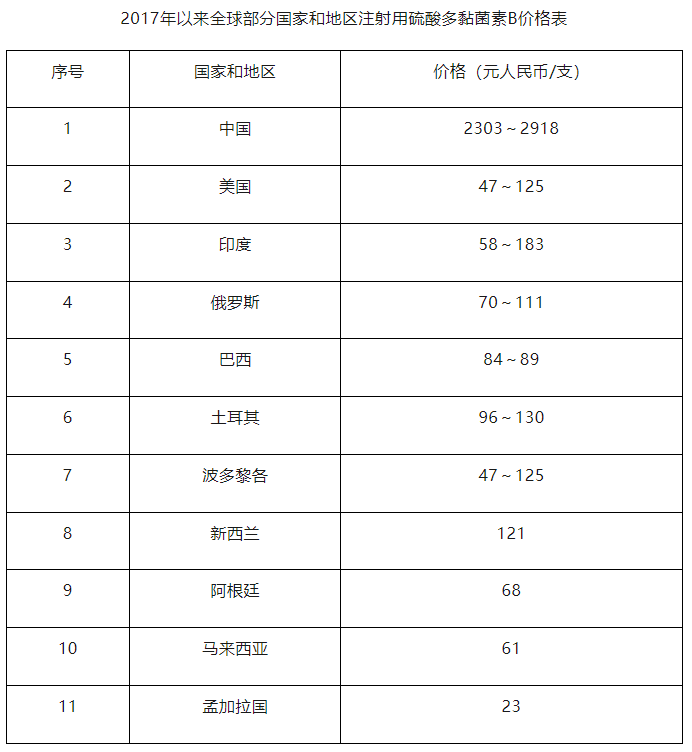 2017年以来全球部分国家和地区注射用硫酸多黏菌素B价格表
序号 国家和地区 价格（元人民币/支）
1 中国 2303～2918
2 美国 47～125
3 印度 58～183
4 俄罗斯 70～111
5 巴西 84～89
6 土耳其 96～130
7 波多黎各 47～125
8 新西兰 121
9 阿根廷 68
10 马来西亚 61
11 孟加拉国 23